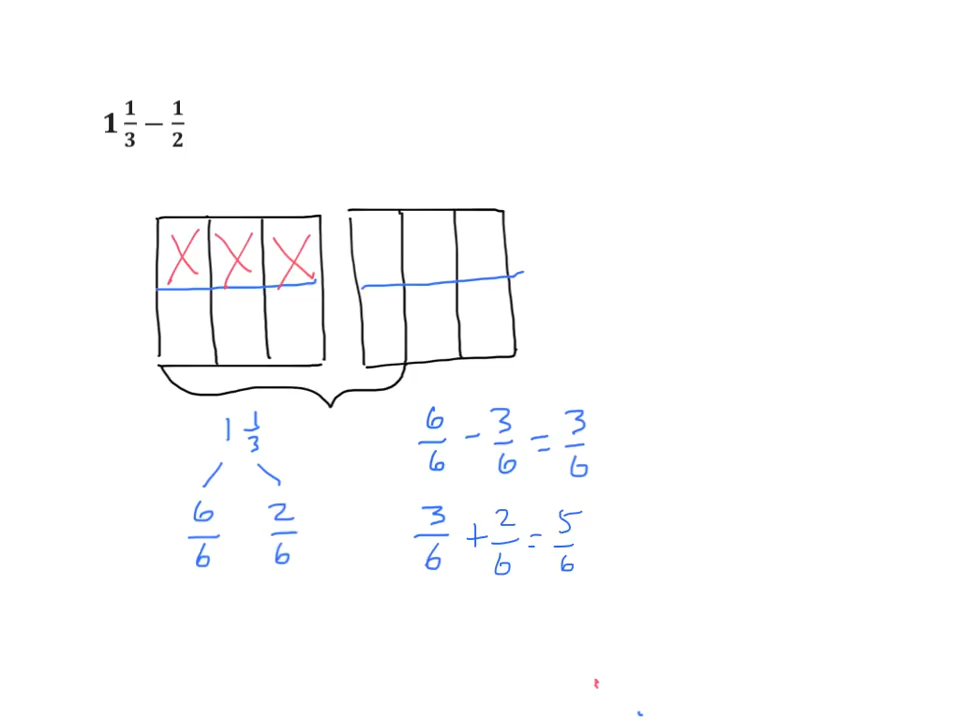 1 1/3 − 1/2
X X X
1 1/3
6/6 2/6
6/6 - 3/6 = 3/6
3/6 + 2/6 = 5/6